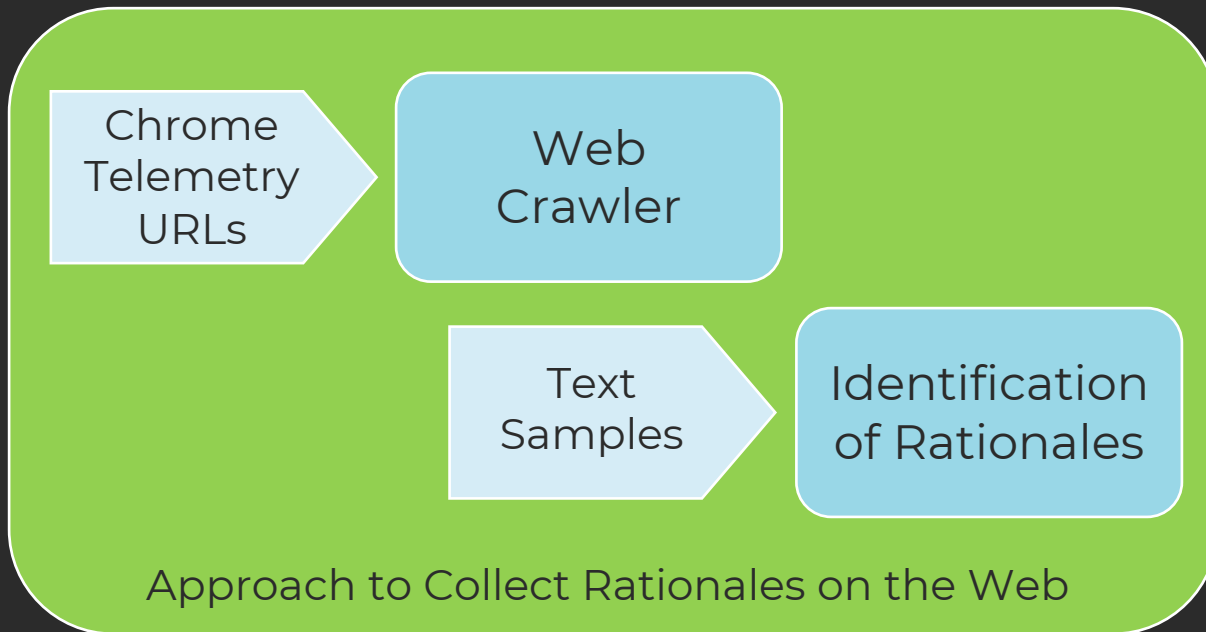 Chrome
Telemetry
URLs
Web
Crawler
Text
Samples
Identification
of Rationales
Approach to Collect Rationales on the Web